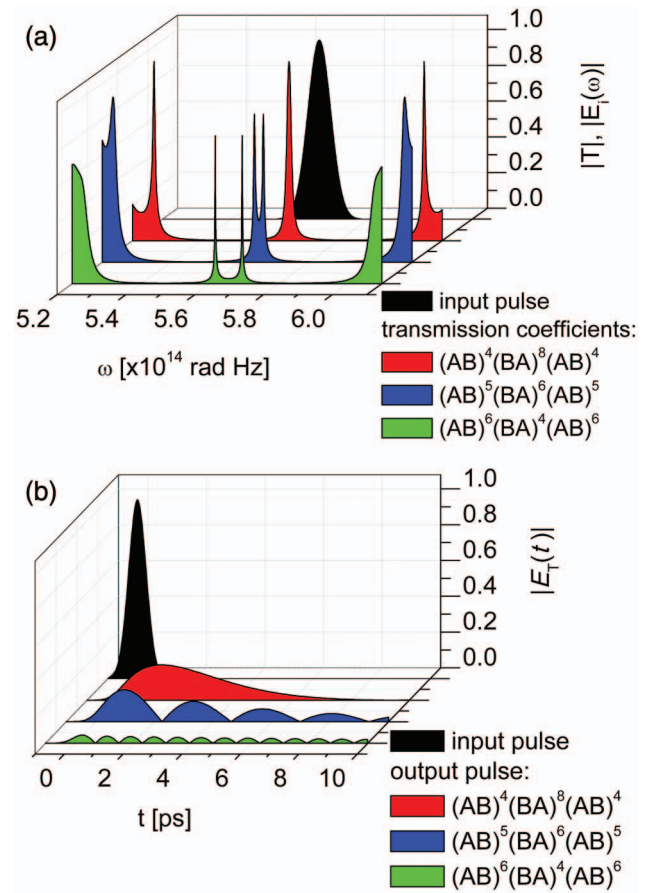 (a)
1.0
0.8
0.6
0.4
0.2
0.0
|T|, |E_i(ω)|
5.2 5.4 5.6 5.8 6.0
ω [x10^14 rad Hz]
input pulse
transmission coefficients:
(AB)^4(BA)^8(AB)^4
(AB)^5(BA)^6(AB)^5
(AB)^6(BA)^4(AB)^6
(b)
1.0
0.8
0.6
0.4
0.2
0.0
|E_T(t)|
0 2 4 6 8 10
t [ps]
input pulse
output pulse:
(AB)^4(BA)^8(AB)^4
(AB)^5(BA)^6(AB)^5
(AB)^6(BA)^4(AB)^6